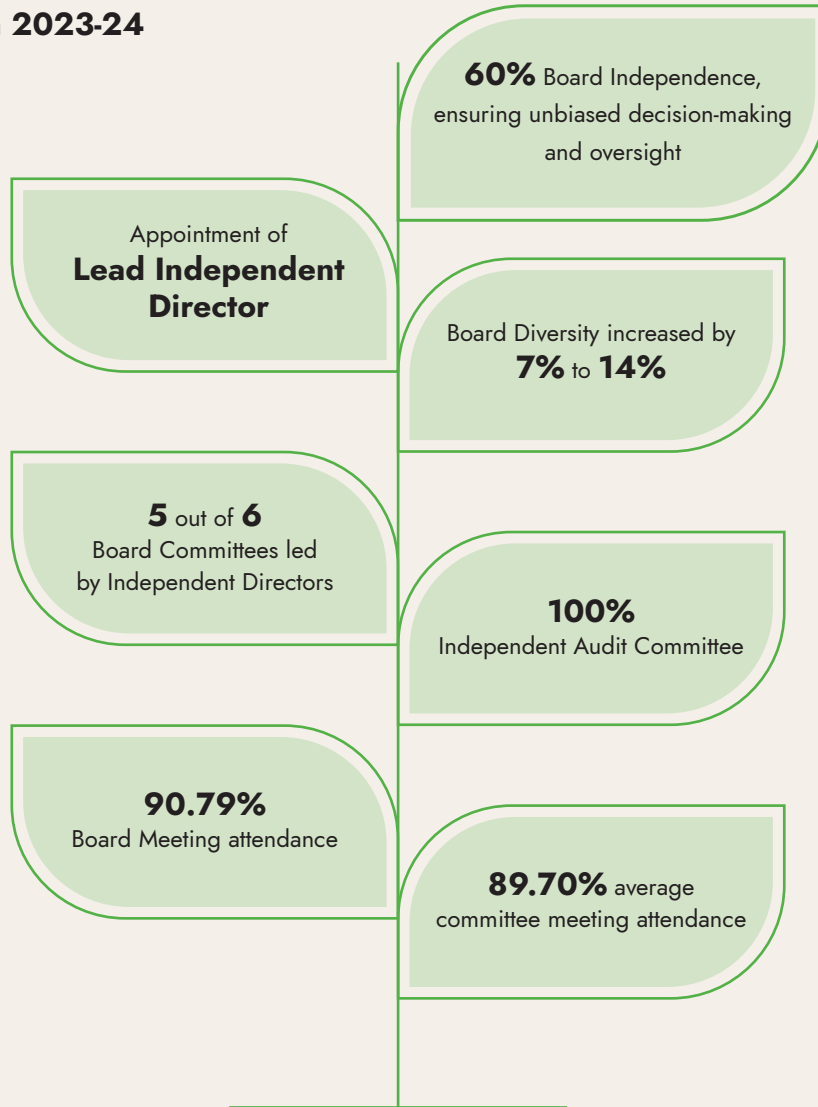 2023-24
60% Board Independence,
ensuring unbiased decision-making
and oversight
Appointment of
Lead Independent
Director
Board Diversity increased by
7% to 14%
5 out of 6
Board Committees led
by Independent Directors
100%
Independent Audit Committee
90.79%
Board Meeting attendance
89.70% average
committee meeting attendance